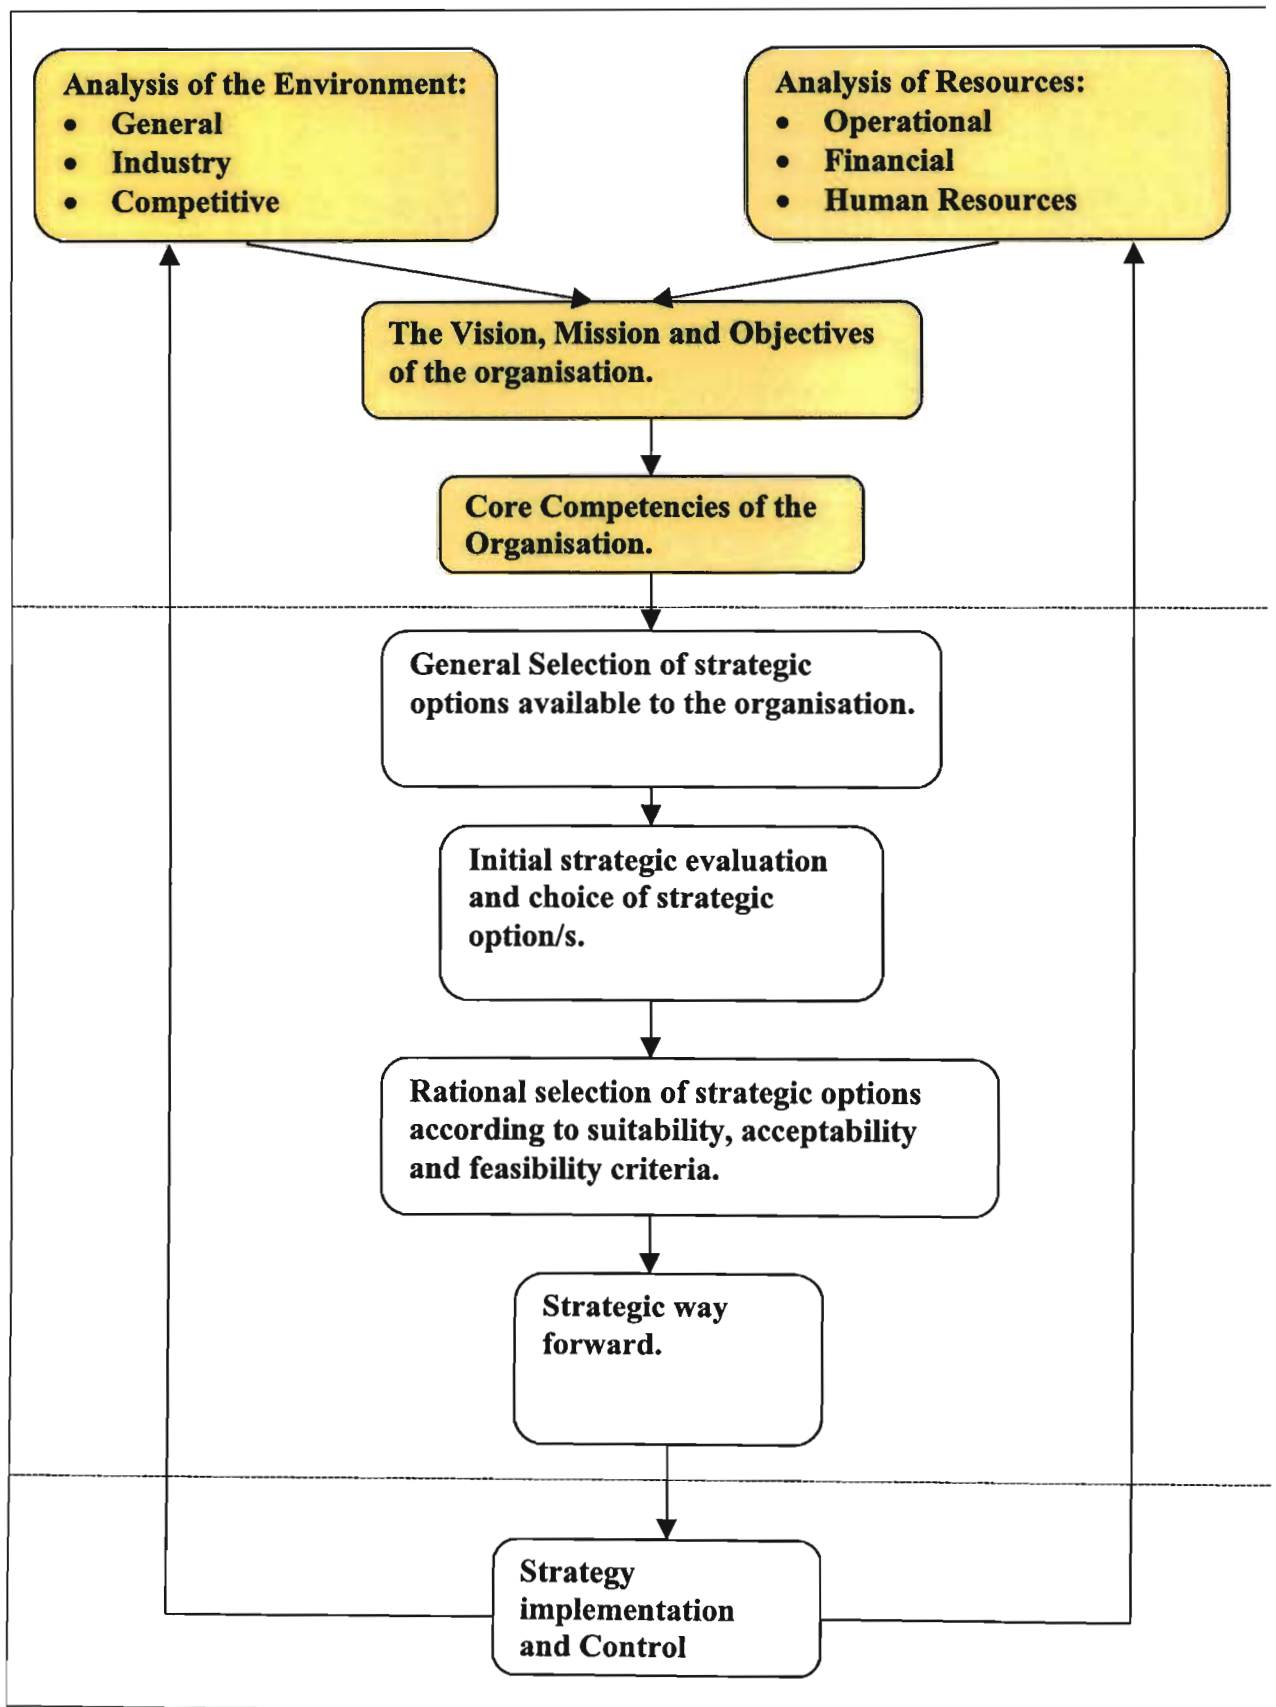 Analysis of the Environment:
• General
• Industry
• Competitive
Analysis of Resources:
• Operational
• Financial
• Human Resources
The Vision, Mission and Objectives
of the organisation.
Core Competencies of the
Organisation.
General Selection of strategic
options available to the organisation.
Initial strategic evaluation
and choice of strategic
option/s.
Rational selection of strategic options
according to suitability, acceptability
and feasibility criteria.
Strategic way
forward.
Strategy
implementation
and Control